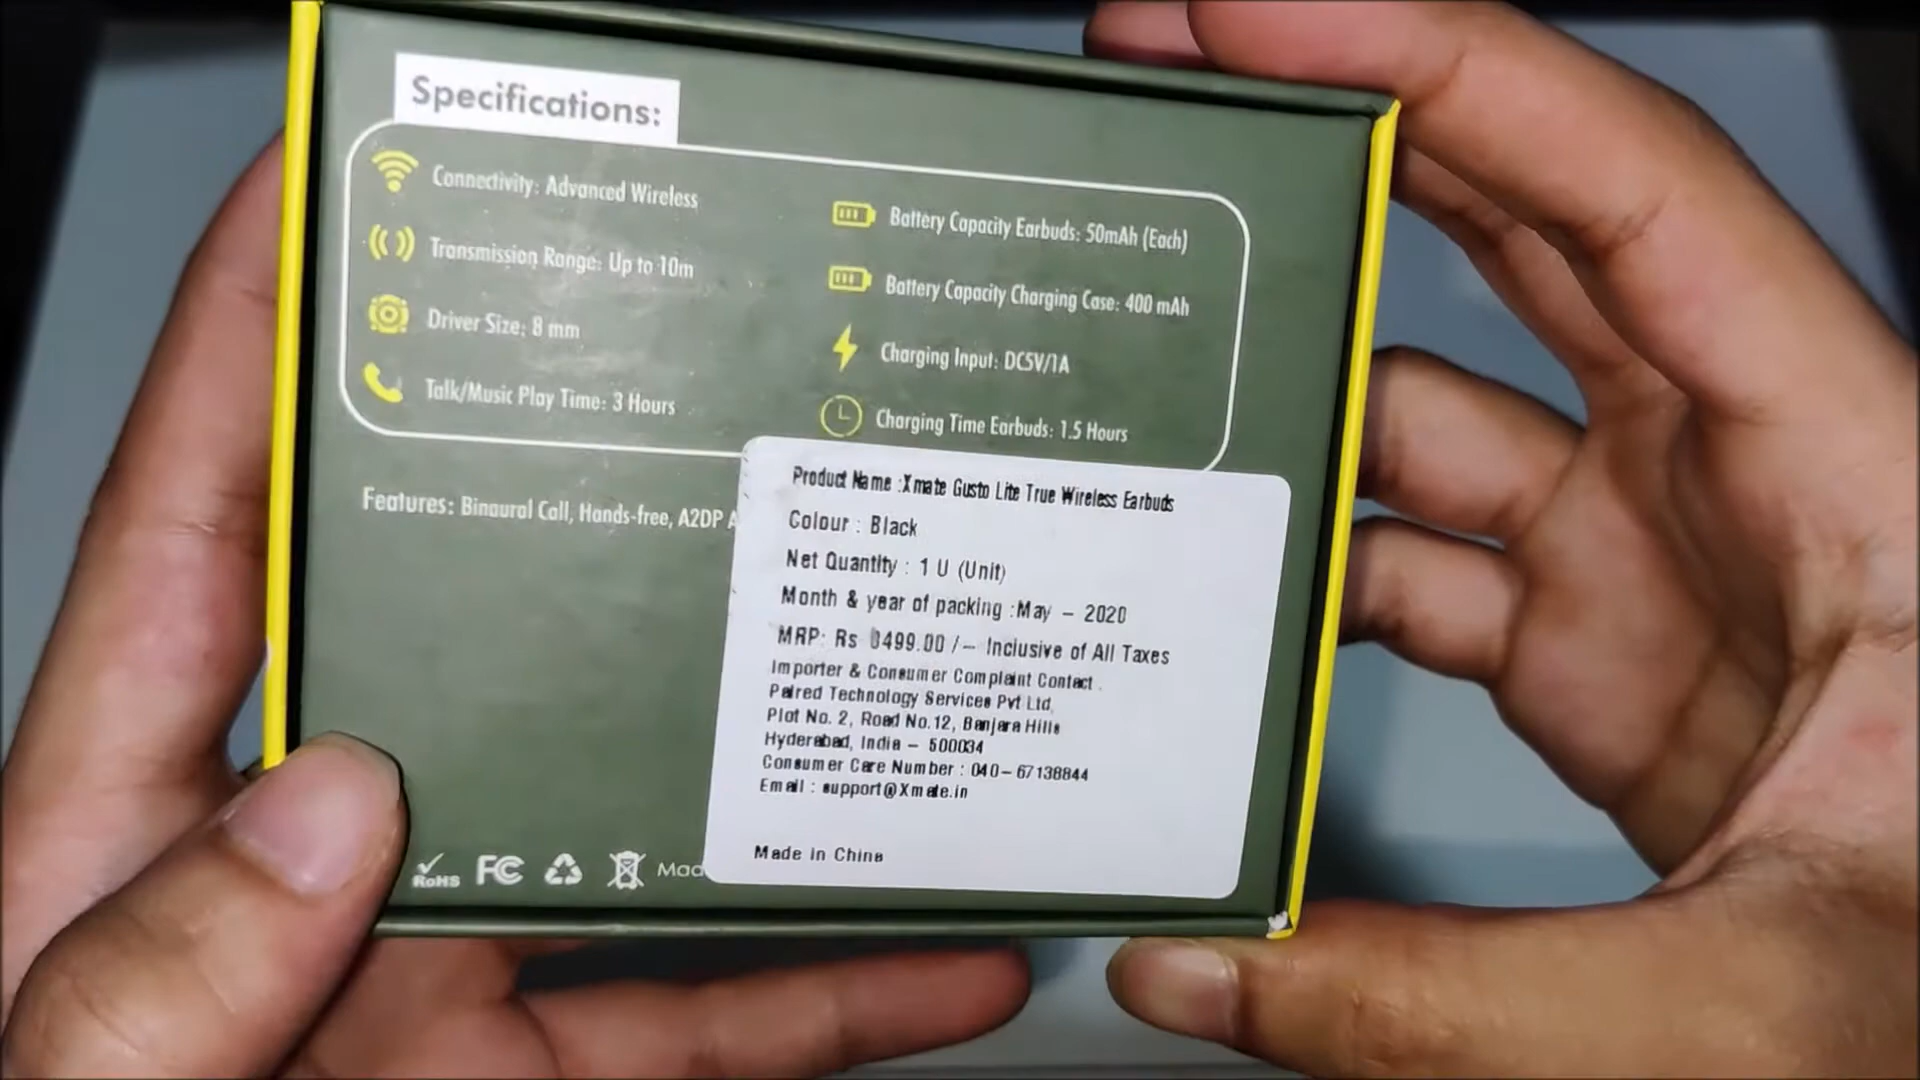 Specifications:
Connectivity: Advanced Wireless
Transmission Range: Up to 10m
Driver Size: 8 mm
Talk/Music Play Time: 3 Hours
Battery Capacity Earbuds: 50mAh (Each)
Battery Capacity Charging Case: 400 mAh
Charging Input: DC5V/1A
Charging Time Earbuds: 1.5 Hours
Features: Binaural Call, Hands-free, A2DP A
Product Name :Xmate Gusto Lite True Wireless Earbuds
Colour : Black
Net Quantity : 1 U (Unit)
Month & year of packing :May - 2020
MRP: Rs /- Inclusive of All Taxes
Importer & Consumer Complaint Contact .
Paired Technology Services Pvt Ltd,
Plot No. 2, Road No.12, Banjara Hills
Hyderabad, India - 500034
Consumer Care Number : 040-67138844
Email : support@Xmate.in
Made in China
RoHS FC Mad